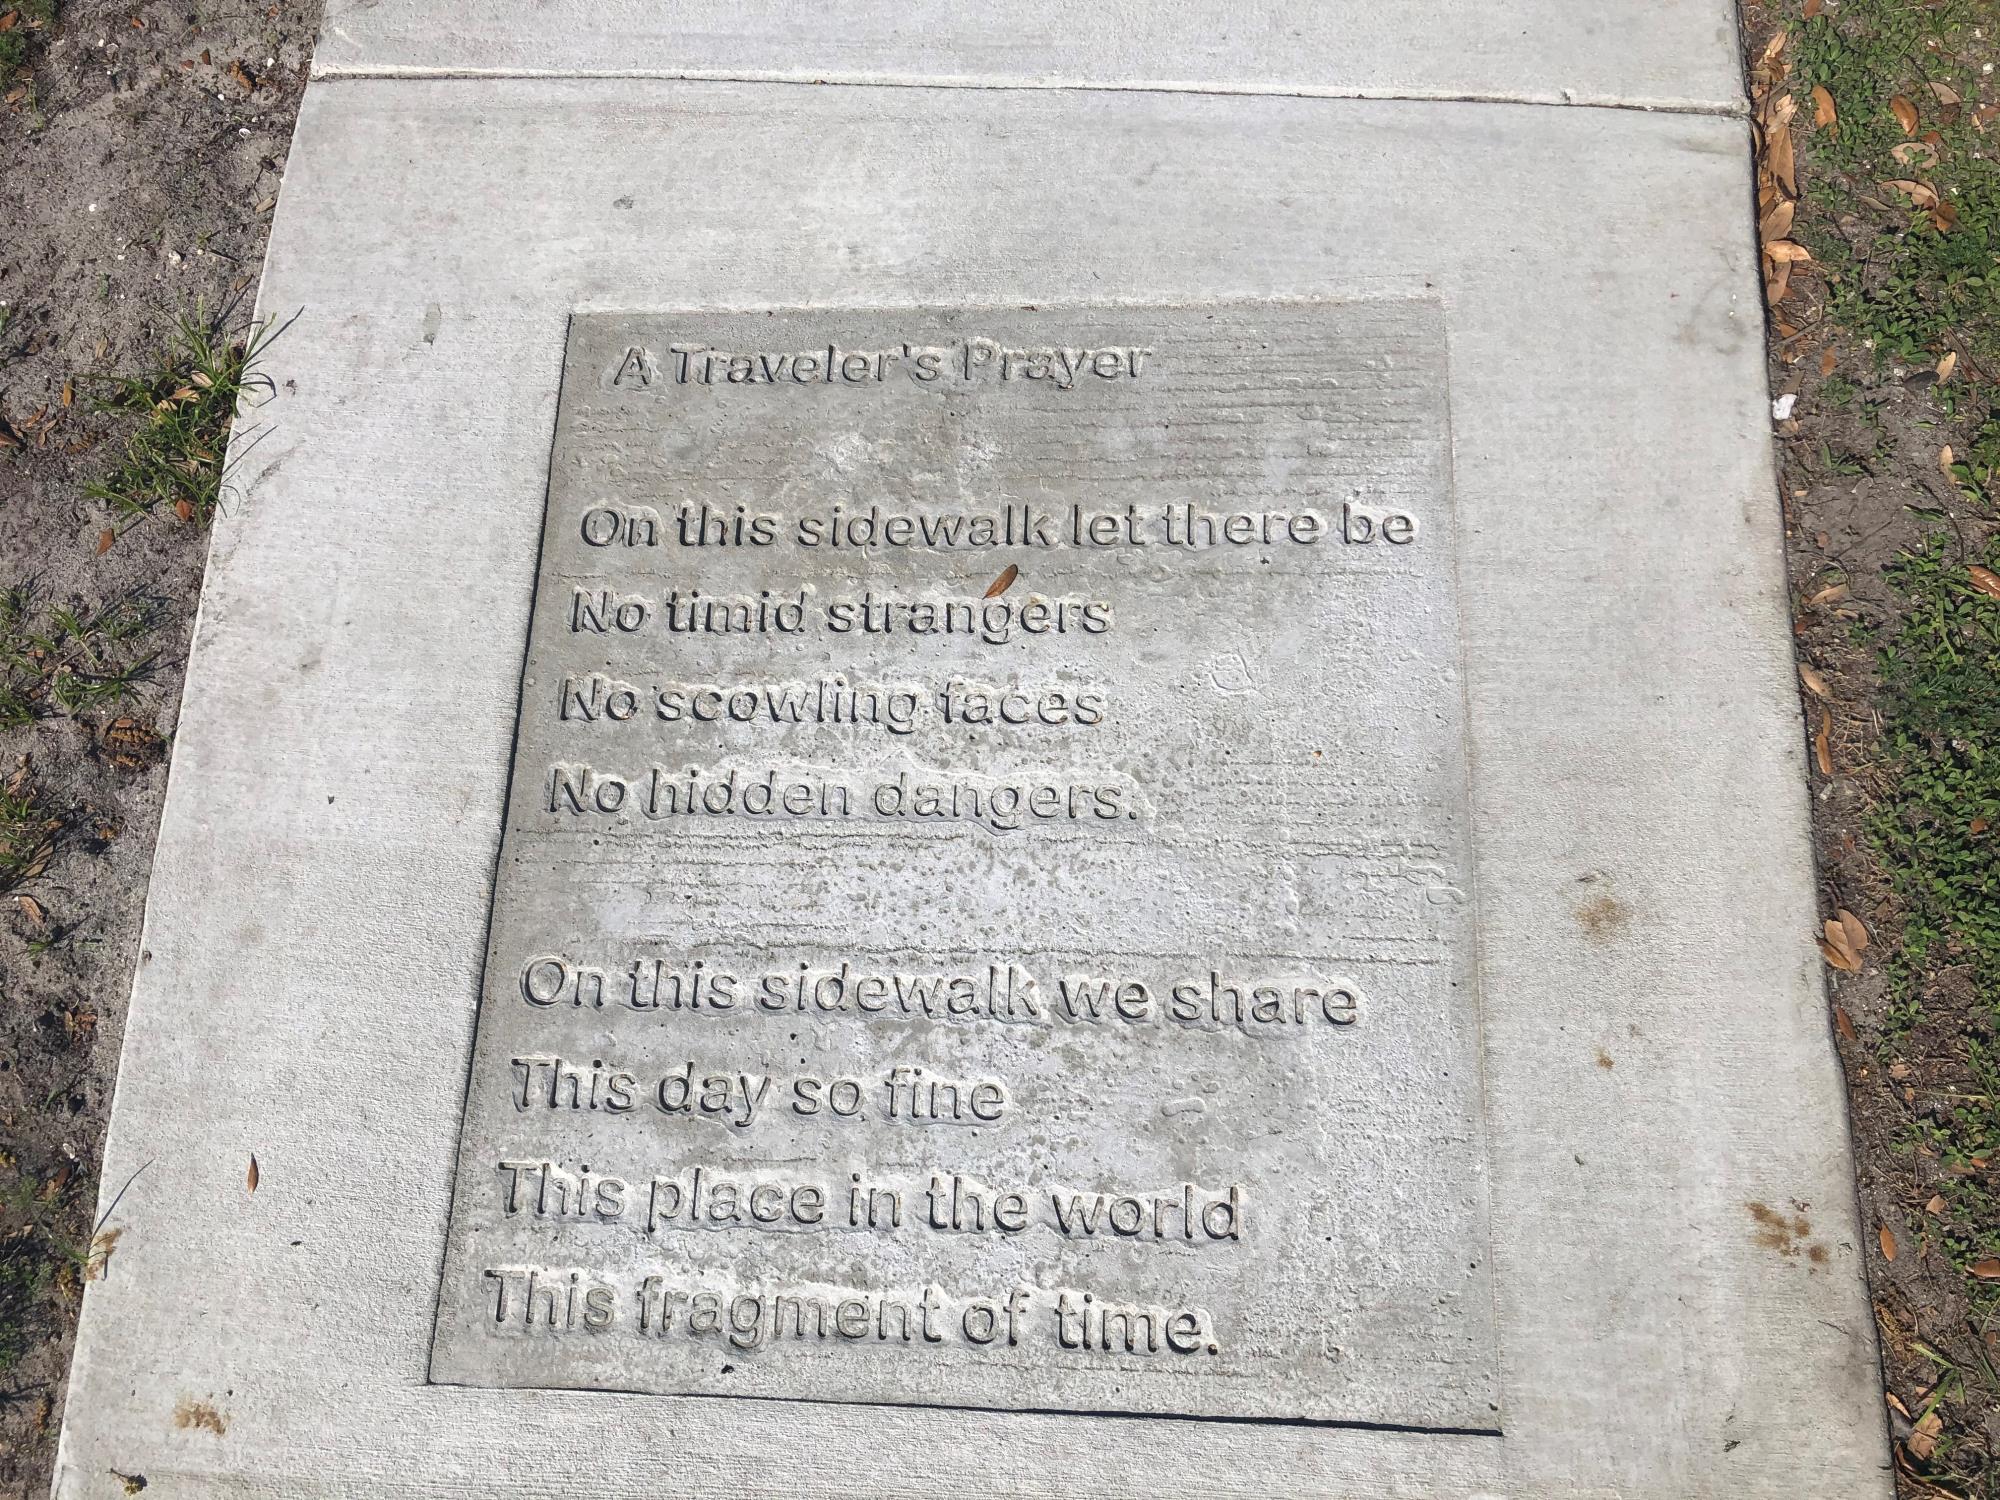 A Traveler's Prayer
On this sidewalk let there be
No timid strangers
No scowling faces
No hidden dangers.
On this sidewalk we share
This day so fine
This place in the world
This fragment of time.